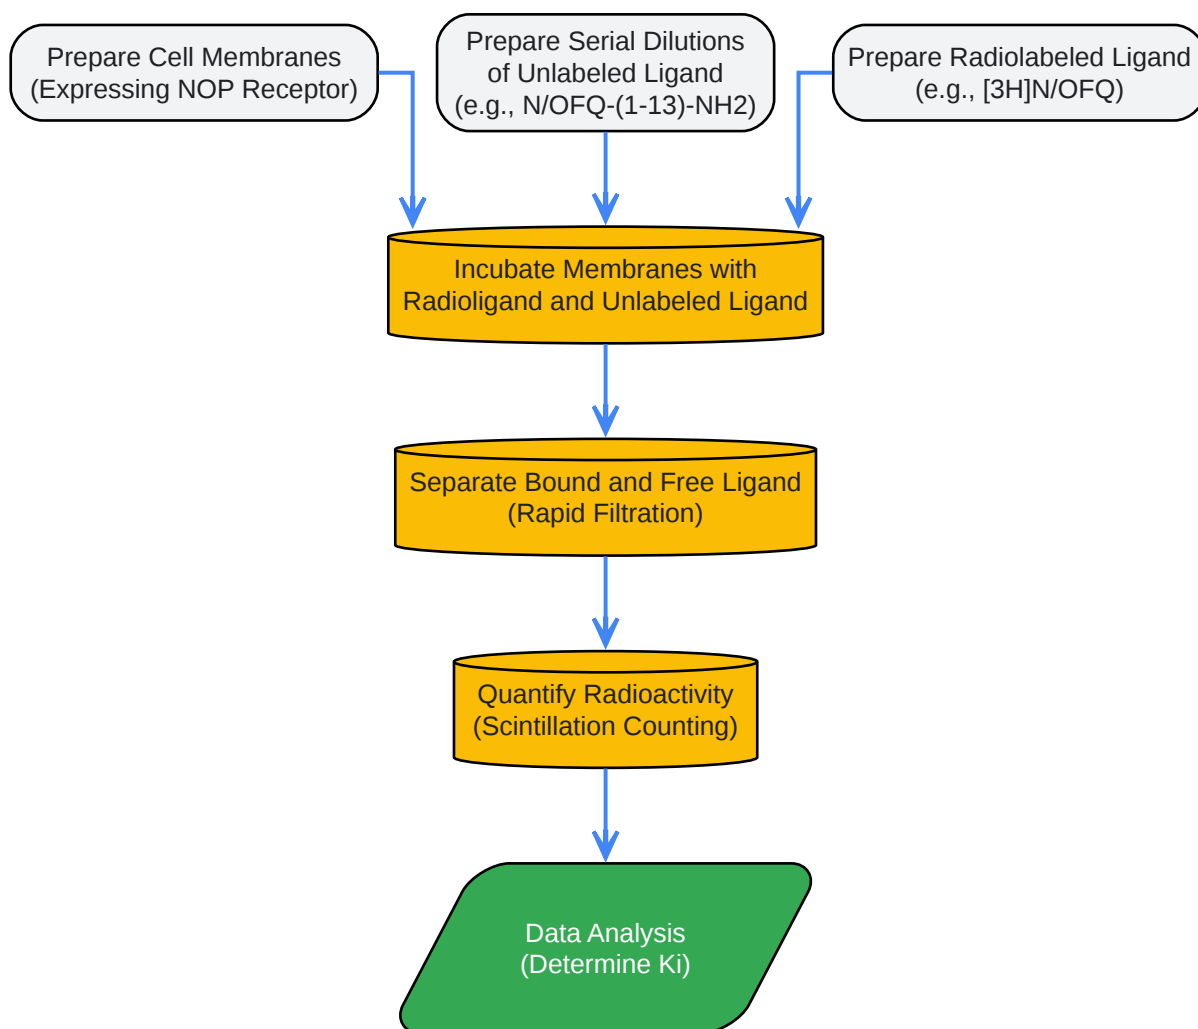 Prepare Cell Membranes
(Expressing NOP Receptor)
Prepare Serial Dilutions
of Unlabeled Ligand
(e.g., N/OFQ-(1-13)-NH2)
Prepare Radiolabeled Ligand
(e.g., [3H]N/OFQ)
Incubate Membranes with
Radioligand and Unlabeled Ligand
Separate Bound and Free Ligand
(Rapid Filtration)
Quantify Radioactivity
(Scintillation Counting)
Data Analysis
(Determine Ki)